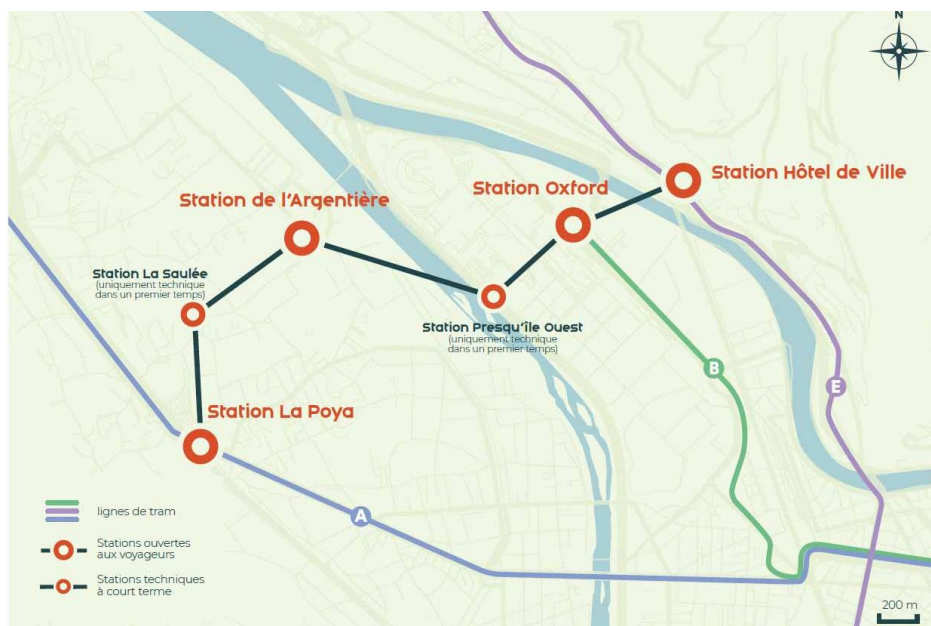 N
Station Hôtel de Ville
Station Oxford
Station de l'Argentière
Station La Saulée
(uniquement technique
dans un premier temps)
Station Presqu'île Ouest
(uniquement technique
dans un premier temps)
B
E
Station La Poya
A
lignes de tram
Stations ouvertes
aux voyageurs
Stations techniques
à court terme
200 m